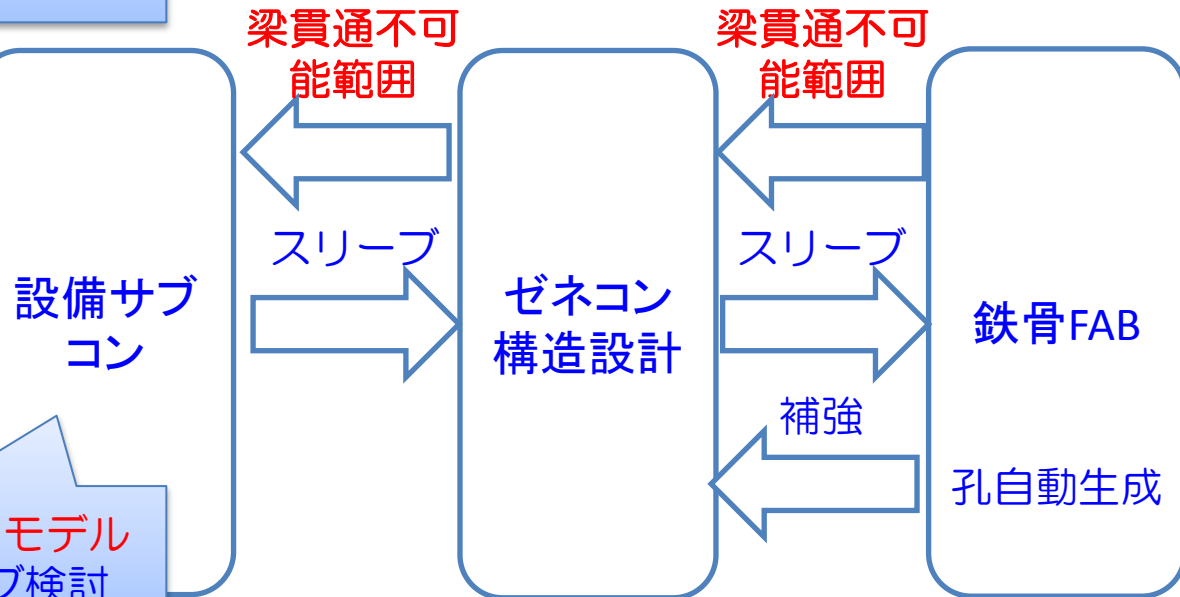 梁貫通不可
能範囲
梁貫通不可
能範囲
スリーブ
スリーブ
設備サブ
コン
ゼネコン
構造設計
鉄骨FAB
補強
孔自動生成
モデル
ブ検討